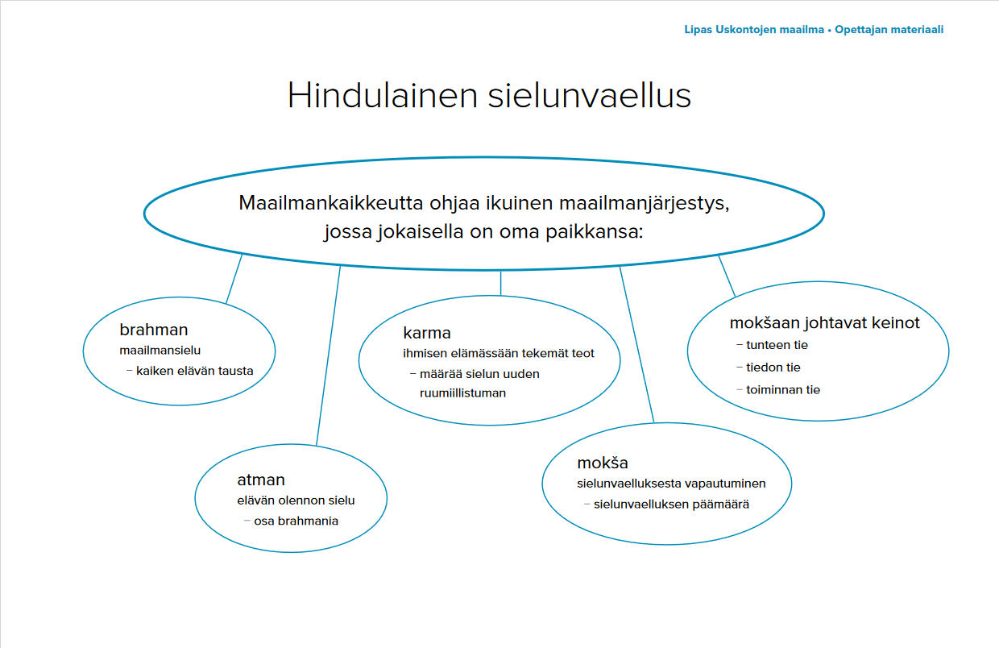 Lipas Uskontojen maailma • Opettajan materiaali
Hindulainen sielunvaellus
Maailmankaikkeutta ohjaa ikuinen maailmanjärjestys,
jossa jokaisella on oma paikkansa:
brahman
maailmansielu
– kaiken elävän tausta
atman
elävän olennon sielu
– osa brahmania
karma
ihmisen elämässään tekemät teot
– määrää sielun uuden
ruumiillistuman
mokša
sielunvaelluksesta vapautuminen
– sielunvaelluksen päämäärä
mokšaan johtavat keinot
– tunteen tie
– tiedon tie
– toiminnan tie